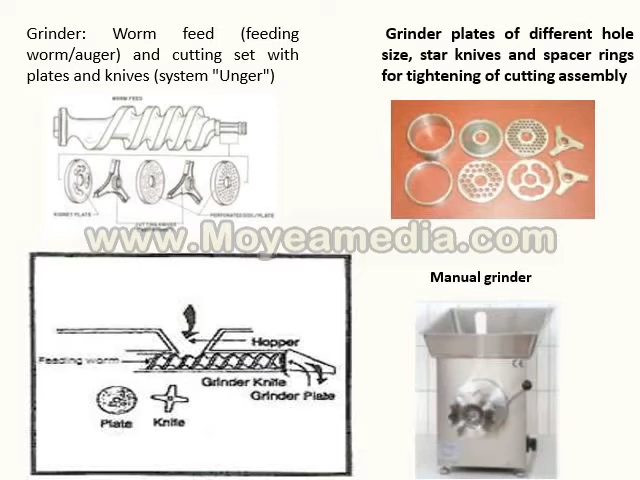 Grinder: Worm feed (feeding
worm/auger) and cutting set with
plates and knives (system "Unger")
Grinder plates of different hole
size, star knives and spacer rings
for tightening of cutting assembly
WORM FEED
KIDNEY PLATE
CUTTING KNIVES
PERFORATED DISK/PLATE
www.Moyeamedia.com
Manual grinder
Hopper
Feeding worm
Grinder Knife
Grinder Plate
Plate
Knife
CE